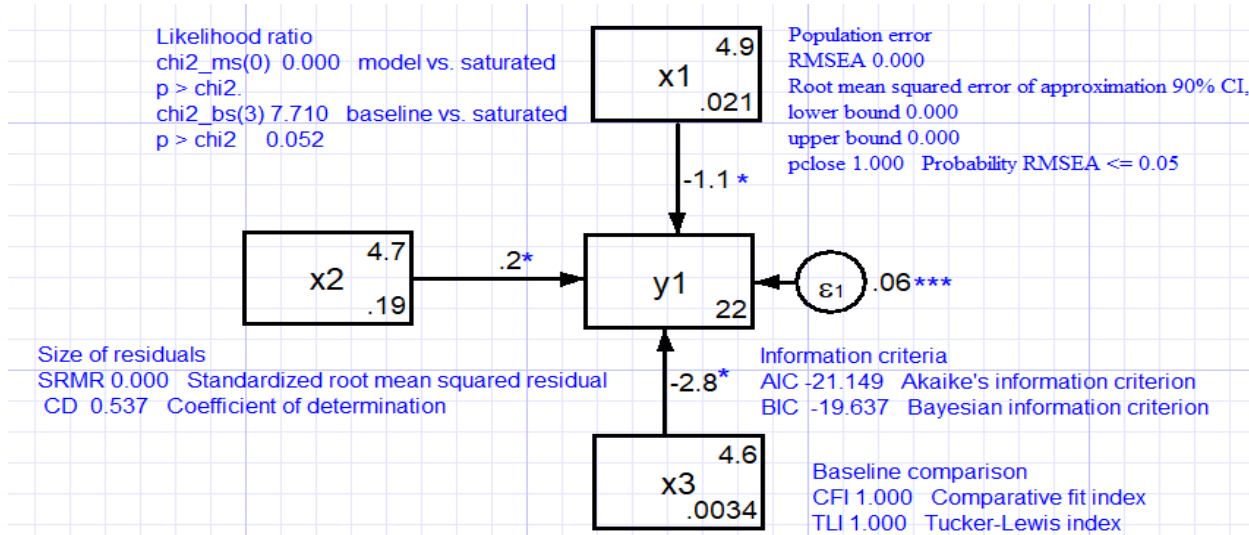 Likelihood ratio
chi2_ms(0) 0.000 model vs. saturated
p > chi2.
chi2_bs(3) 7.710 baseline vs. saturated
p > chi2 0.052
4.9
x1
.021
Population error
RMSEA 0.000
Root mean squared error of approximation 90% CI,
lower bound 0.000
upper bound 0.000
pclose 1.000 Probability RMSEA <= 0.05
-1.1 *
4.7
x2
.19
.2*
y1
22
ε1
.06***
Size of residuals
SRMR 0.000 Standardized root mean squared residual
CD 0.537 Coefficient of determination
-2.8*
Information criteria
AIC -21.149 Akaike's information criterion
BIC -19.637 Bayesian information criterion
4.6
x3
.0034
Baseline comparison
CFI 1.000 Comparative fit index
TLI 1.000 Tucker-Lewis index